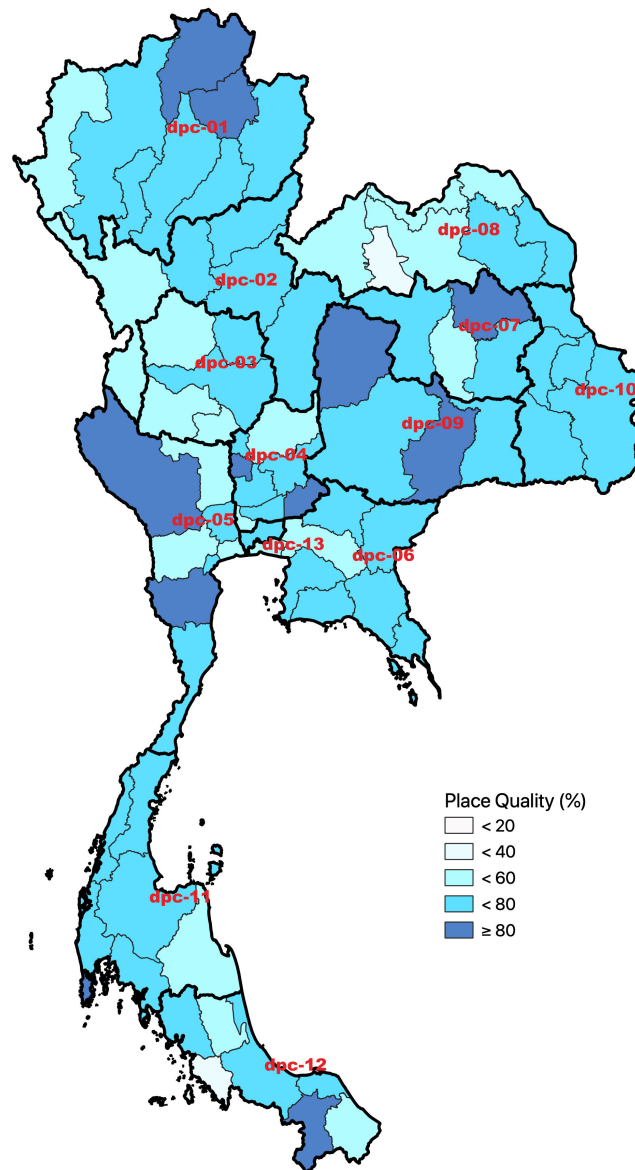 dpc-01
dpc-08
dpc-02
dpc-07
dpc-03
dpc-10
dpc-09
dpc-04
dpc-05
dpc-13
dpc-06
Place Quality (%)
< 20
< 40
< 60
< 80
≥ 80
dpc-11
dpc-12